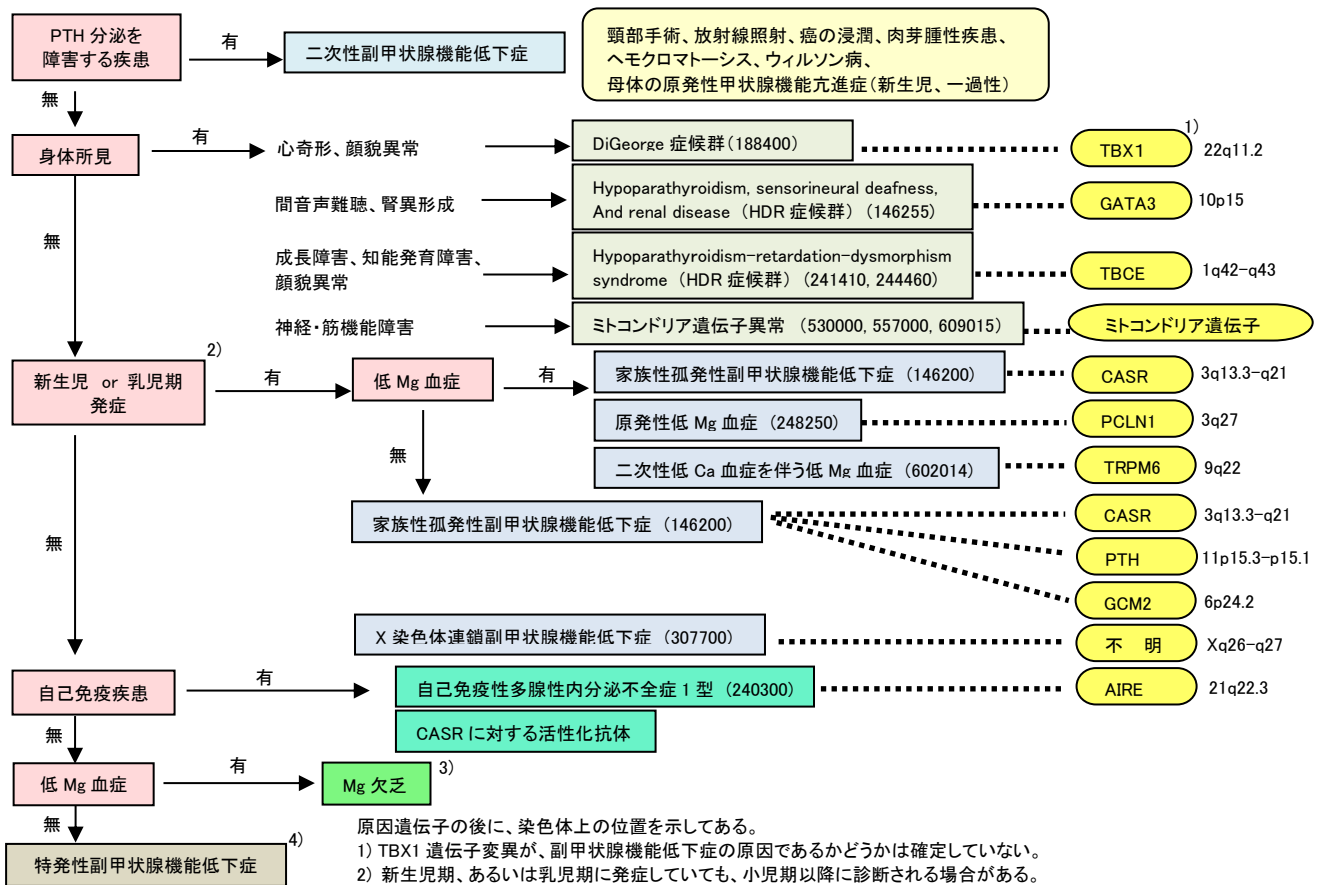 PTH 分泌を
障害する疾患
有
二次性副甲状腺機能低下症
頸部手術、放射線照射、癌の浸潤、肉芽腫性疾患、
ヘモクロマトーシス、ウィルソン病、
母体の原発性甲状腺機能亢進症(新生児、一過性)
無
身体所見
有
心奇形、顔貌異常
DiGeorge 症候群(188400)
TBX1
1)
22q11.2
間音声難聴、腎異形成
Hypoparathyroidism, sensorineural deafness,
And renal disease (HDR 症候群) (146255)
GATA3
10p15
無
成長障害、知能発育障害、
顔貌異常
Hypoparathyroidism-retardation-dysmorphism
syndrome (HDR 症候群) (241410, 244460)
TBCE
1q42-q43
神経・筋機能障害
ミトコンドリア遺伝子異常 (530000, 557000, 609015)
ミトコンドリア遺伝子
新生児 or 乳児期
発症
2)
有
低 Mg 血症
有
家族性孤発性副甲状腺機能低下症 (146200)
CASR
3q13.3-q21
原発性低 Mg 血症 (248250)
PCLN1
3q27
無
二次性低 Ca 血症を伴う低 Mg 血症 (602014)
TRPM6
9q22
家族性孤発性副甲状腺機能低下症 (146200)
CASR
3q13.3-q21
無
PTH
11p15.3-p15.1
GCM2
6p24.2
X 染色体連鎖副甲状腺機能低下症 (307700)
不 明
Xq26-q27
自己免疫疾患
有
自己免疫性多腺性内分泌不全症 1 型 (240300)
AIRE
21q22.3
CASR に対する活性化抗体
無
低 Mg 血症
有
Mg 欠乏
3)
無
特発性副甲状腺機能低下症
4)
原因遺伝子の後に、染色体上の位置を示してある。
1) TBX1 遺伝子変異が、副甲状腺機能低下症の原因であるかどうかは確定していない。
2) 新生児期、あるいは乳児期に発症していても、小児期以降に診断される場合がある。